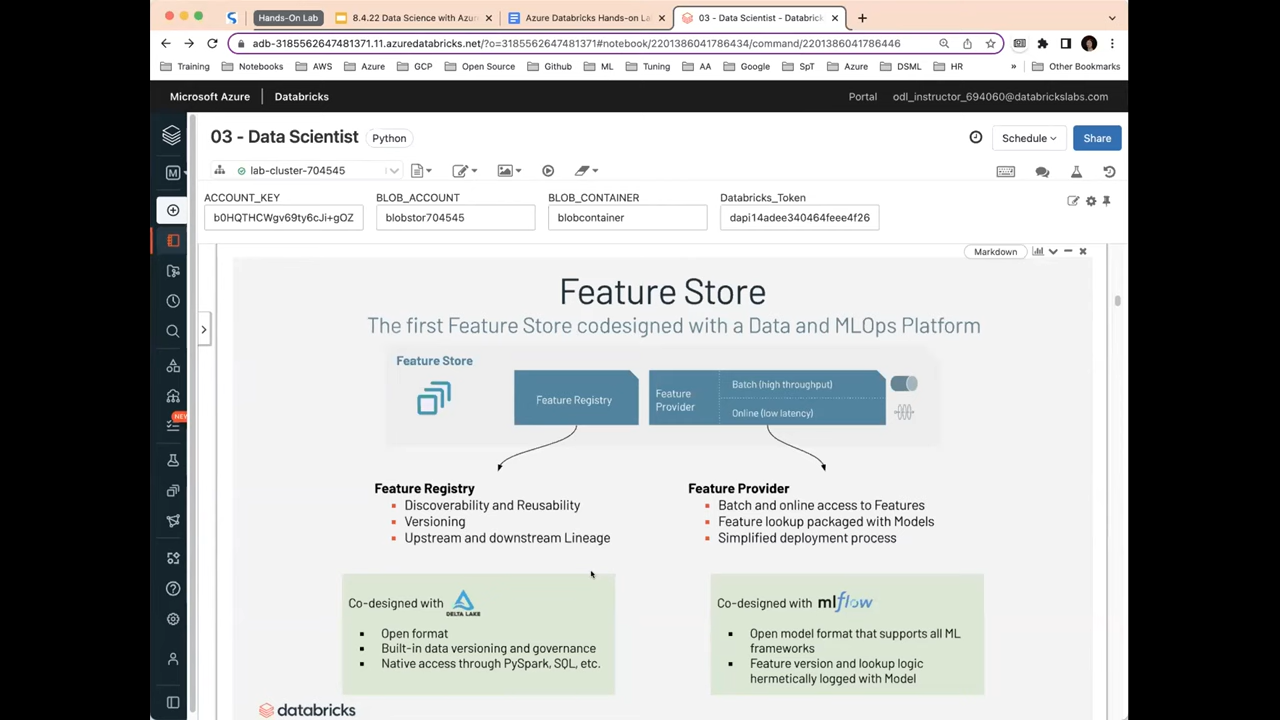 Hands-On Lab
8.4.22 Data Science with Azur
Azure Databricks Hands-on La
03 - Data Scientist - Databrick
adb-3185562647481371.11.azuredatabricks.net/?o=3185562647481371#notebook/2201386041786434/command/2201386041786446
Training
Notebooks
AWS
Azure
GCP
Open Source
Github
ML
Tuning
AA
Google
SpT
Azure
DSML
HR
»
Other Bookmarks
Microsoft Azure
Databricks
Portal
odl_instructor_694060@databrickslabs.com
03 - Data Scientist
Python
Schedule
Share
lab-cluster-704545
ACCOUNT_KEY
BLOB_ACCOUNT
BLOB_CONTAINER
Databricks_Token
b0HQTHCWgv69ty6cJi+gOZ
blobstor704545
blobcontainer
dapi14adee340464feee4f26
M
NEW
Markdown
Feature Store
The first Feature Store codesigned with a Data and MLOps Platform
Feature Store
Feature Registry
Feature
Provider
Batch (high throughput)
Online (low latency)
Feature Registry
Discoverability and Reusability
Versioning
Upstream and downstream Lineage
Feature Provider
Batch and online access to Features
Feature lookup packaged with Models
Simplified deployment process
Co-designed with DELTA LAKE
Open format
Built-in data versioning and governance
Native access through PySpark, SQL, etc.
Co-designed with mlflow
Open model format that supports all ML
frameworks
Feature version and lookup logic
hermetically logged with Model
databricks